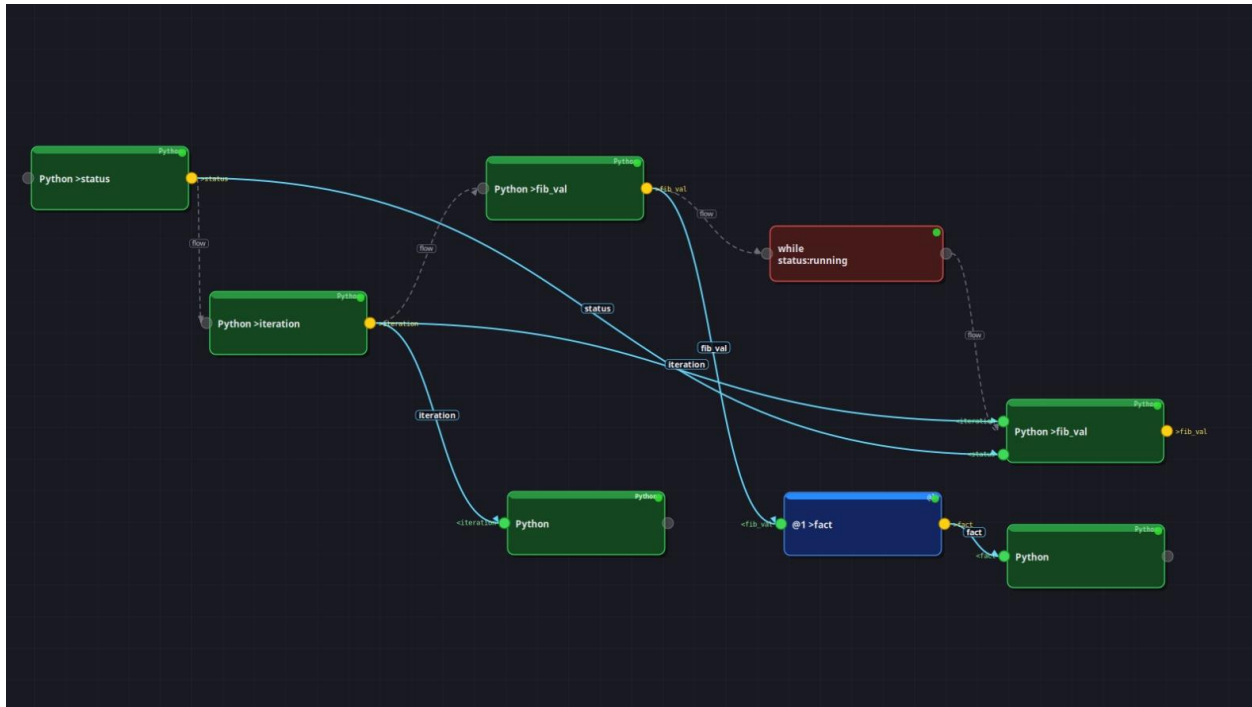 Python
Python >status
>status
flow
Python
Python >fib_val
>fib_val
flow
flow
while
status:running
Python
Python >iteration
>iteration
status
fib_val
iteration
flow
iteration
Python
<iteration
Python >fib_val
>fib_val
<status
Python
<iteration
Python
<fib_val
@1 >fact
>fact
fact
Python
<fact
Python